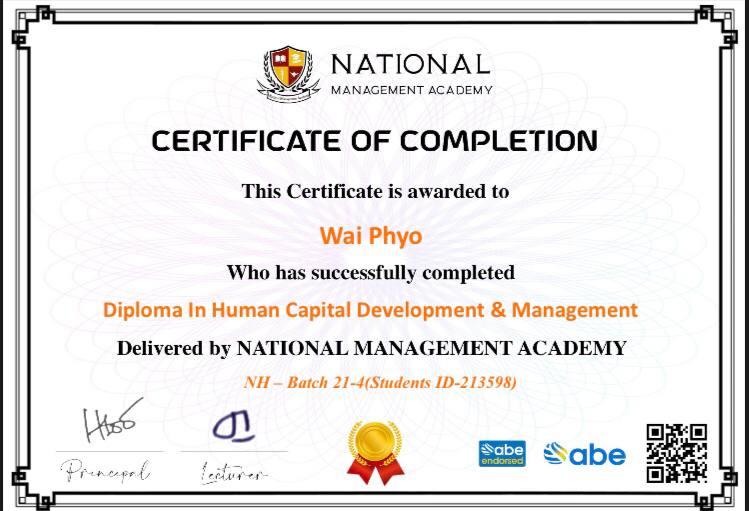 NATIONAL
MANAGEMENT ACADEMY
CERTIFICATE OF COMPLETION
This Certificate is awarded to
Wai Phyo
Who has successfully completed
Diploma In Human Capital Development & Management
Delivered by NATIONAL MANAGEMENT ACADEMY
NH – Batch 21-4(Students ID-213598)
abe
endorsed
abe
Principal
Lecturer